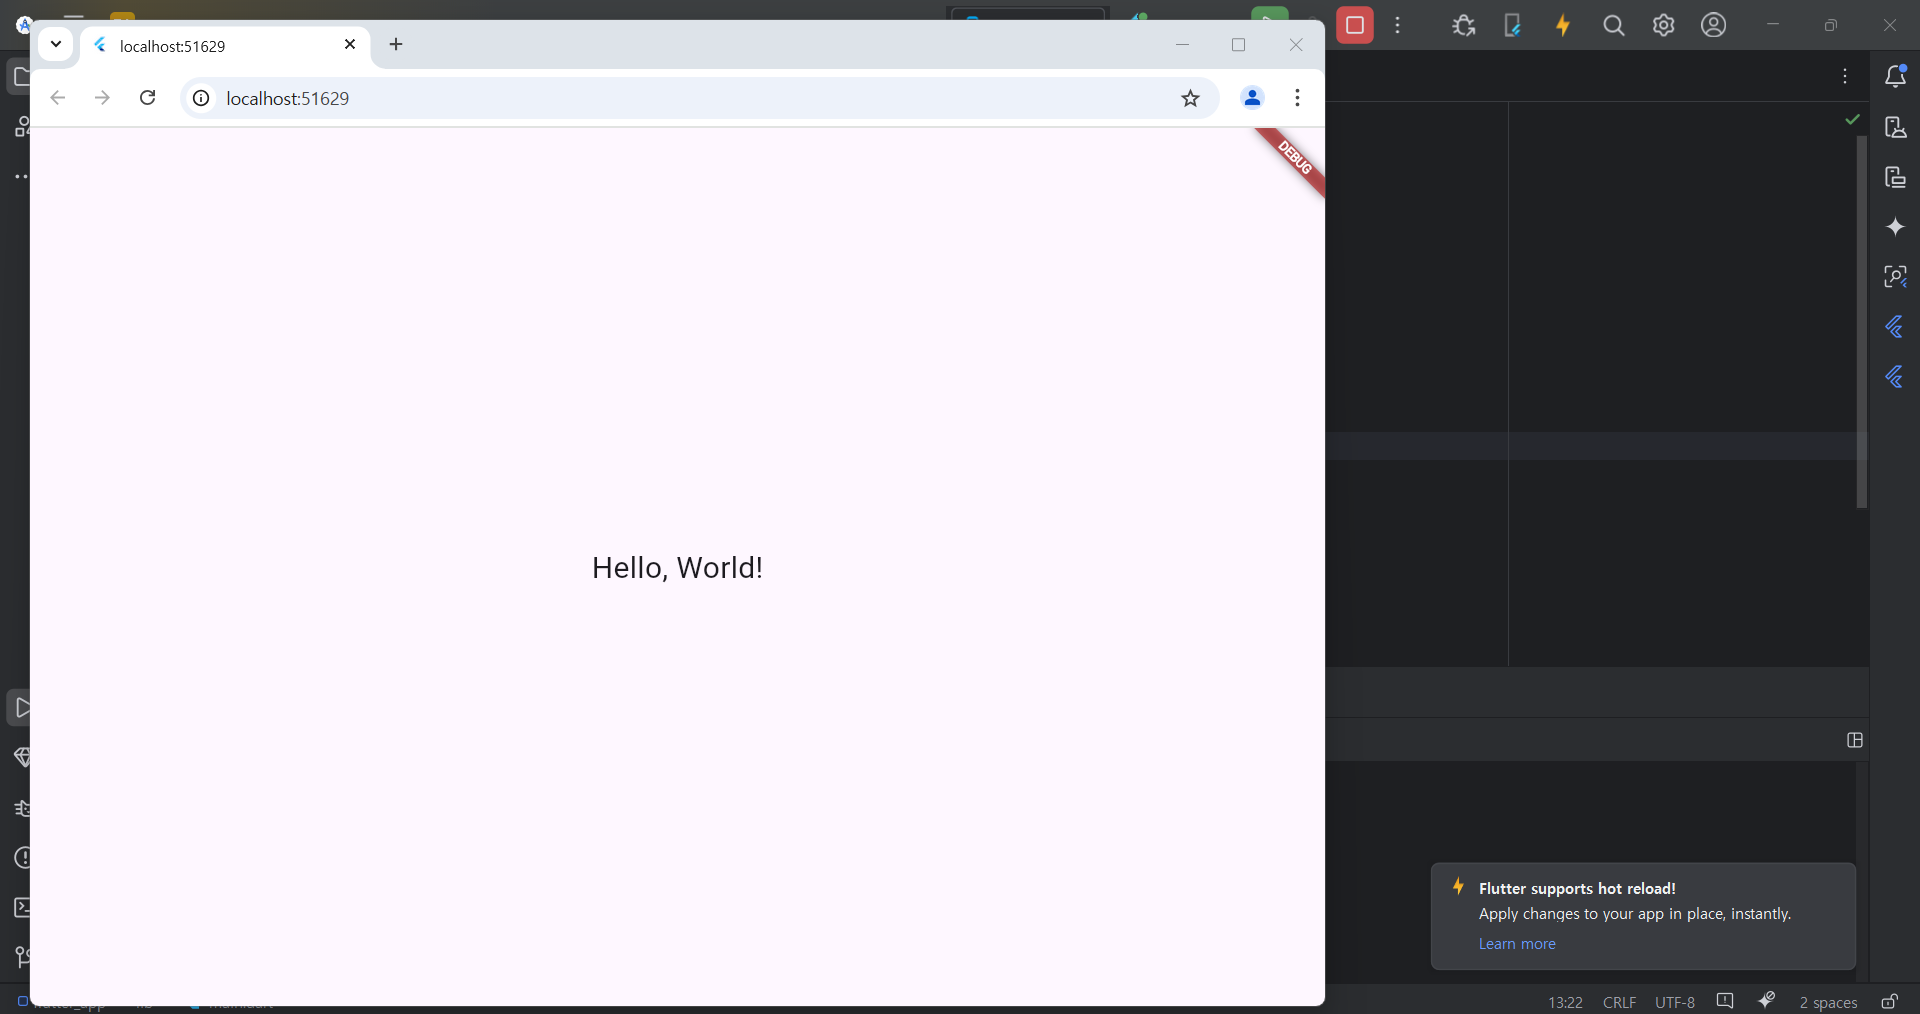 localhost:51629
localhost:51629
DEBUG
Hello, World!
Flutter supports hot reload!
Apply changes to your app in place, instantly.
Learn more
13:22 CRLF UTF-8 2 spaces